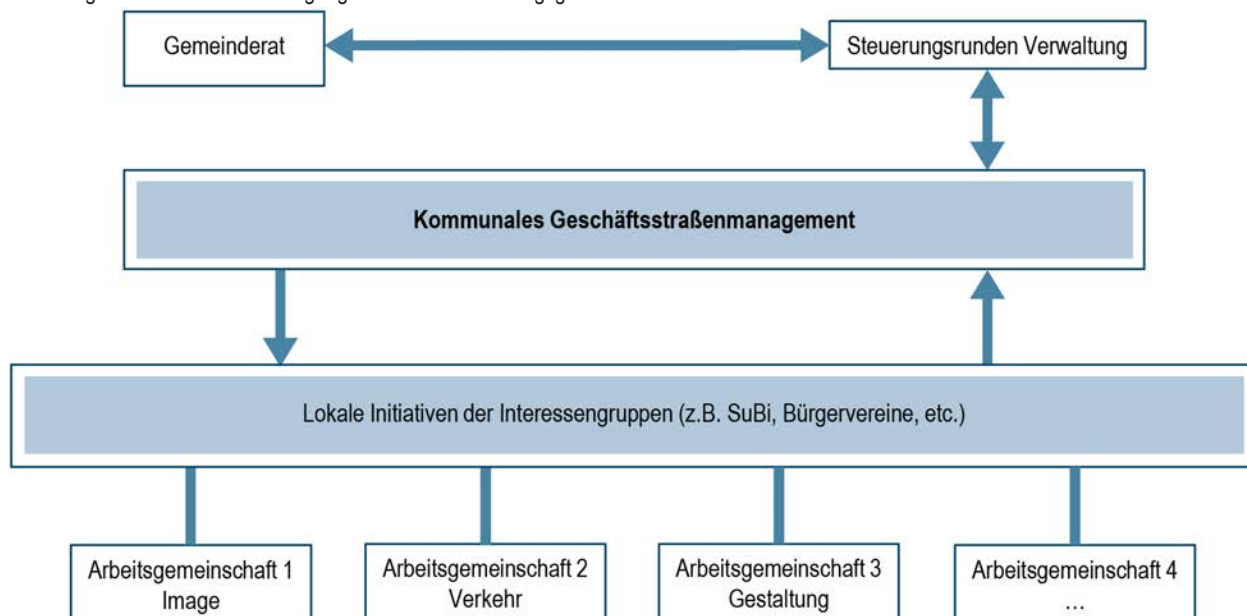 Gemeinderat
Steuerungsrunden Verwaltung
Kommunales Geschäftsstraßenmanagement
Lokale Initiativen der Interessengruppen (z.B. SuBi, Bürgervereine, etc.)
Arbeitsgemeinschaft 1
Image
Arbeitsgemeinschaft 2
Verkehr
Arbeitsgemeinschaft 3
Gestaltung
Arbeitsgemeinschaft 4
...